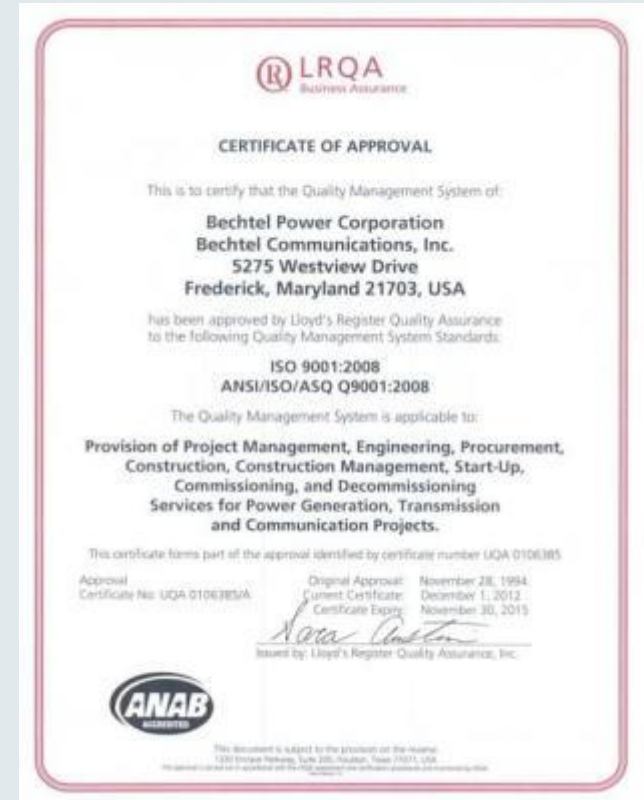 LRQA
Business Assurance
CERTIFICATE OF APPROVAL
This is to certify that the Quality Management System of:
Bechtel Power Corporation
Bechtel Communications, Inc.
5275 Westview Drive
Frederick, Maryland 21703, USA
has been approved by Lloyd's Register Quality Assurance
to the following Quality Management System Standards:
ISO 9001:2008
ANSI/ISO/ASQ Q9001:2008
The Quality Management System is applicable to:
Provision of Project Management, Engineering, Procurement,
Construction, Construction Management, Start-Up,
Commissioning, and Decommissioning
Services for Power Generation, Transmission
and Communication Projects.
This certificate forms part of the approval identified by certificate number UQA 0106385
Approval
Certificate No: UQA 0106385/A
Original Approval: November 28, 1994
Current Certificate: December 1, 2012
Certificate Expiry: November 30, 2015
Sara Austin
Issued by: Lloyd's Register Quality Assurance, Inc.
ANAB
ACCREDITED
This document is subject to the provision on the reverse